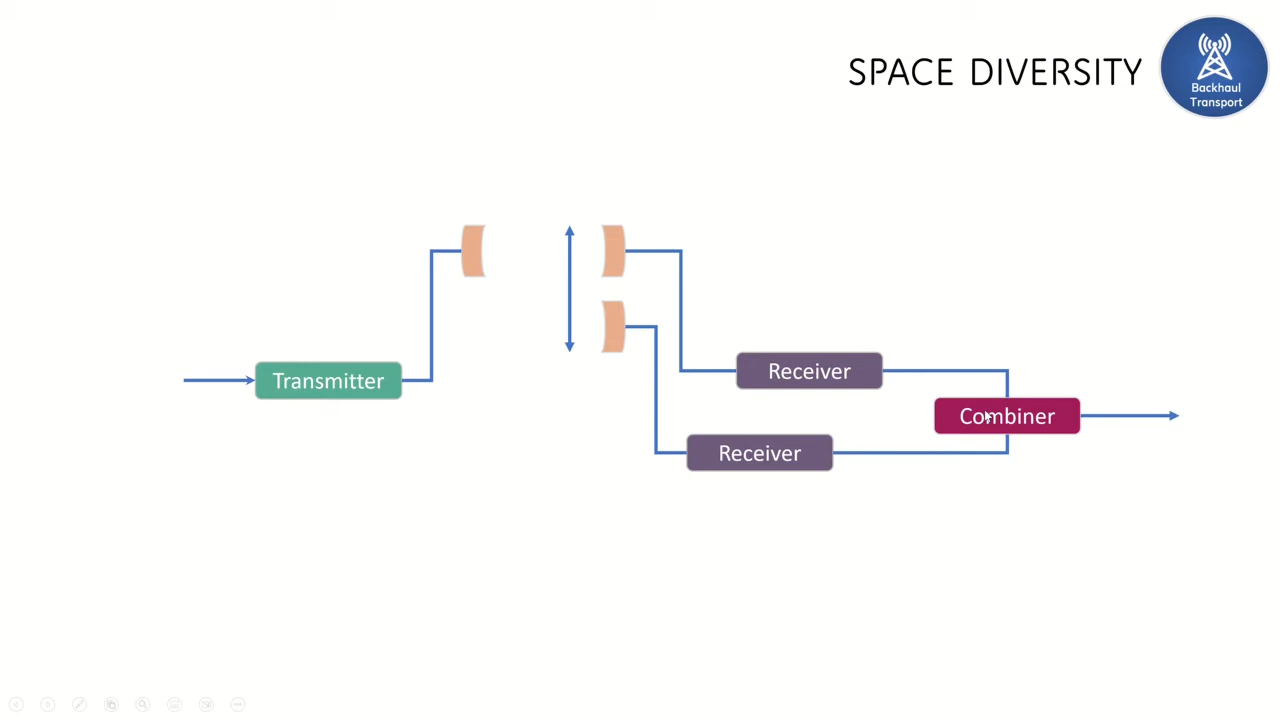 SPACE DIVERSITY
Backhaul
Transport
Transmitter
Receiver
Combiner
Receiver